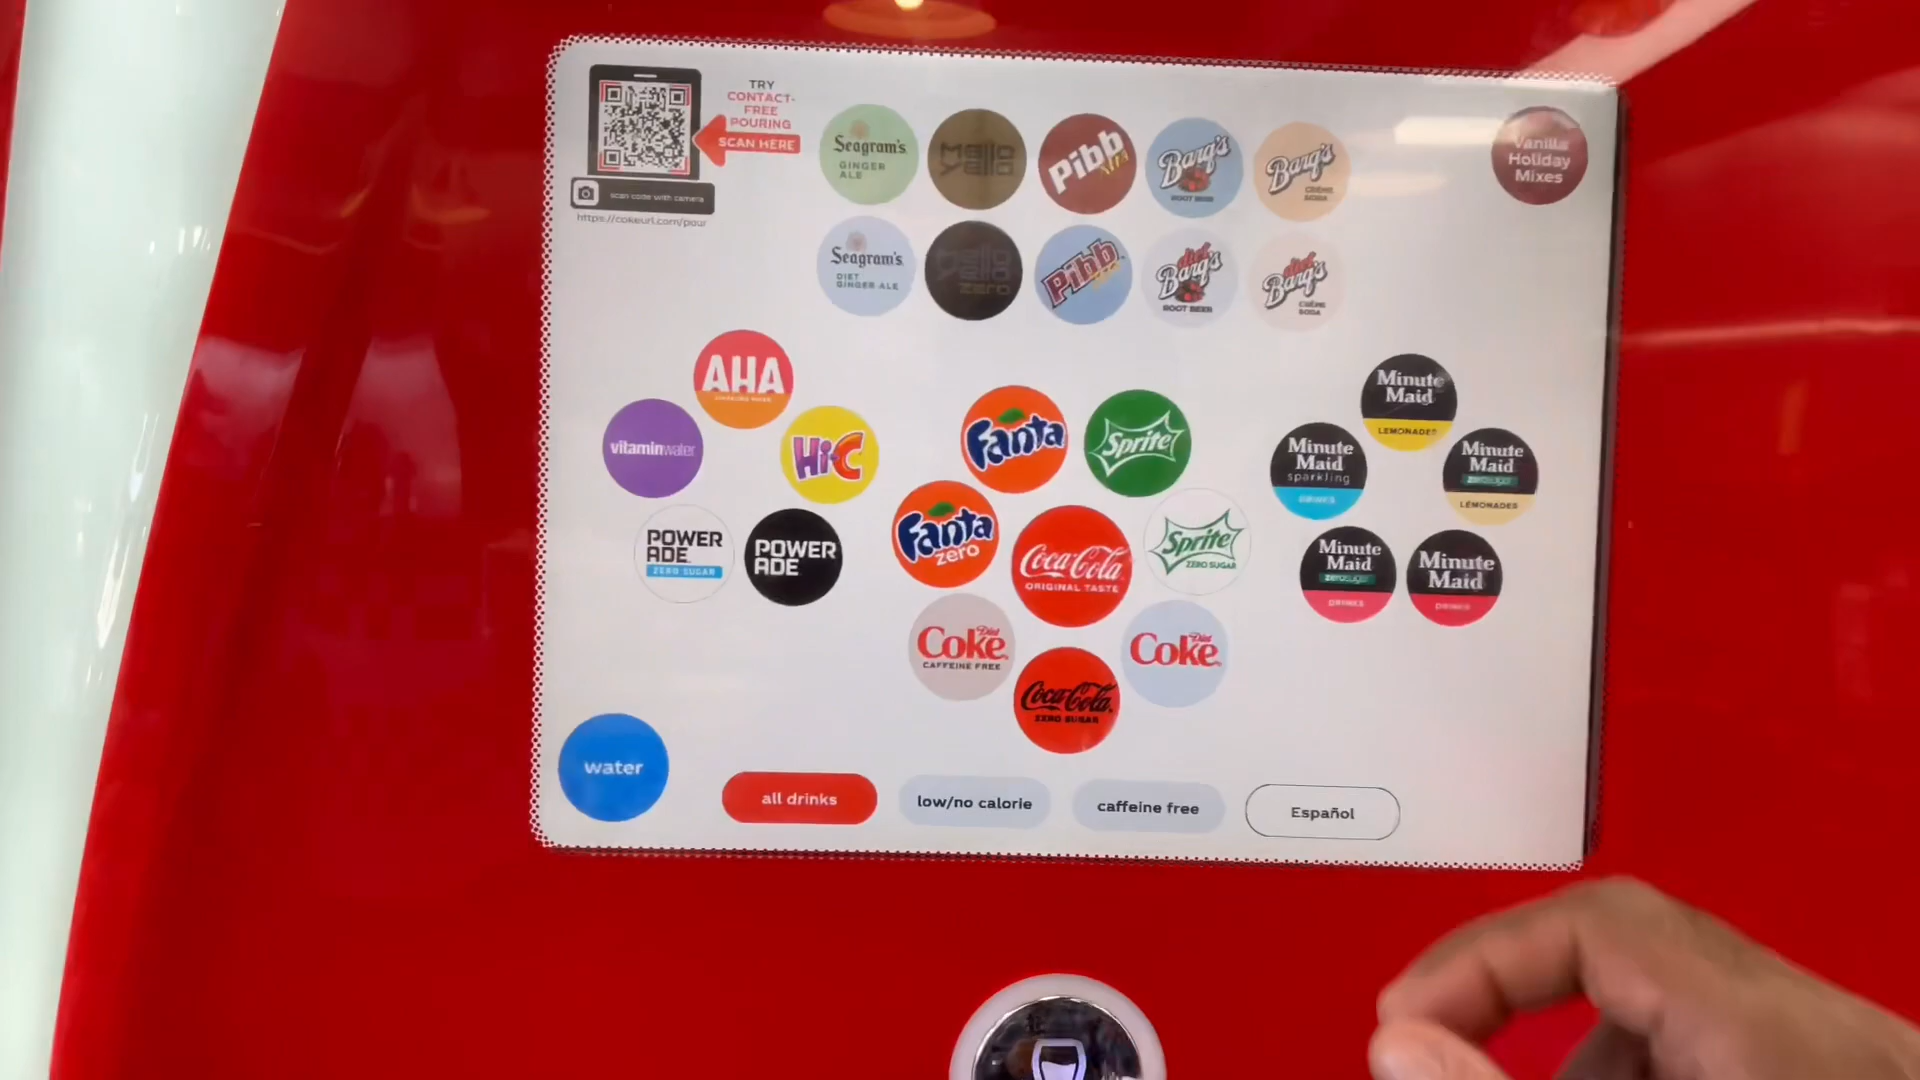 TRY
CONTACT-
FREE
POURING
SCAN HERE
scan code with camera
https://cokeurl.com/pour
Seagram's
GINGER
ALE
Mello
Yello
Pibb
Xtra
Barq's
ROOT BEER
Barq's
CRÈME
SODA
Vanilla
Holiday
Mixes
Seagram's
DIET
GINGER ALE
Mello
Yello
zero
Pibb
diet
Barq's
ROOT BEER
diet
Barq's
CRÈME
SODA
AHA
vitaminwater
Hi-C
POWER
ADE
ZERO SUGAR
POWER
ADE
Fanta
Sprite
Fanta
zero
Coca-Cola
ORIGINAL TASTE
Sprite
ZERO SUGAR
Diet
Coke
CAFFEINE FREE
Diet
Coke
Coca-Cola
ZERO SUGAR
Minute
Maid
LEMONADES
Minute
Maid
sparkling
DRINKS
Minute
Maid
zero sugar
LEMONADES
Minute
Maid
zero sugar
DRINKS
Minute
Maid
DRINKS
water
all drinks
low/no calorie
caffeine free
Español